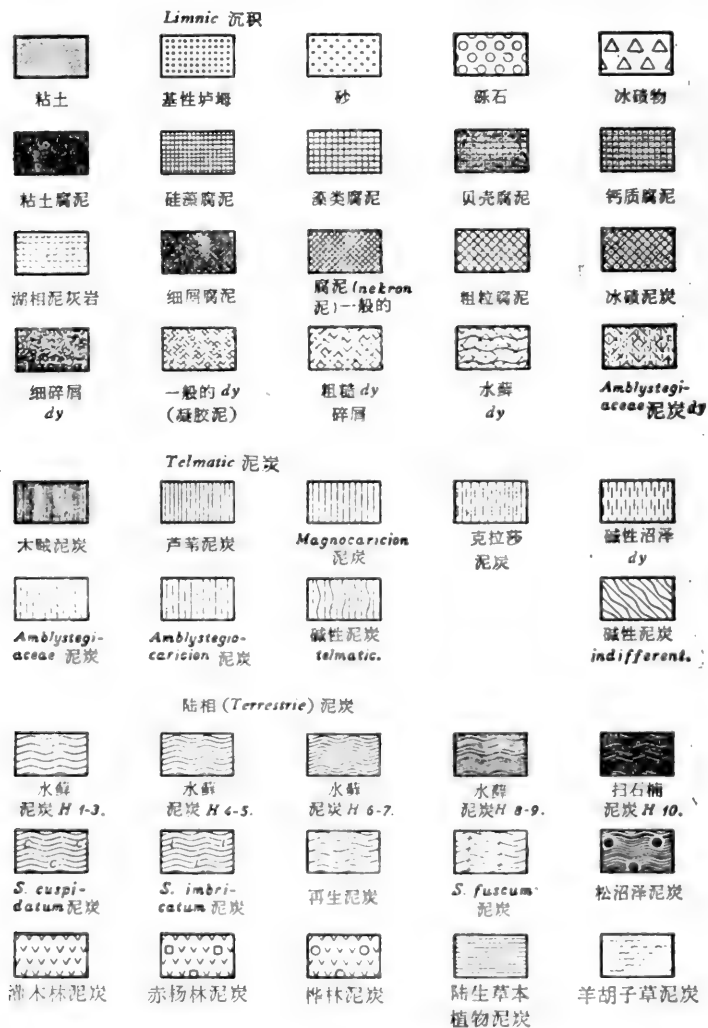 Limnic 沉积
粘土 基性垆坶 砂 砾石 冰碛物
粘土腐泥 硅藻腐泥 藻类腐泥 贝壳腐泥 钙质腐泥
湖相泥灰岩 细屑腐泥 腐泥(nekron 粗粒腐泥 冰碛泥炭
泥)一般的
细碎屑 一般的 dy 粗糙 dy 水藓 Amblystegi-
dy (凝胶泥) 碎屑 dy aceae 泥炭dy
Telmatic 泥炭
木贼泥炭 芦苇泥炭 Magnocaricion 克拉莎 碱性沼泽
泥炭 泥炭 dy
Amblystegi- Amblystegio- 碱性泥炭 碱性泥炭
aceae 泥炭 caricion 泥炭 telmatic. indifferent.
陆相(Terrestrie)泥炭
水藓 水藓 水藓 水藓 扫石楠
泥炭 H 1-3. 泥炭 H 4-5. 泥炭 H 6-7. 泥炭H 8-9. 泥炭 H 10.
S. cuspi- S. imbri- 再生泥炭 S. fuscum 松沼泽泥炭
datum 泥炭 catum 泥炭 泥炭
木林泥炭 赤杨林泥炭 桦林泥炭 陆生草本 羊胡子草泥炭
植物泥炭